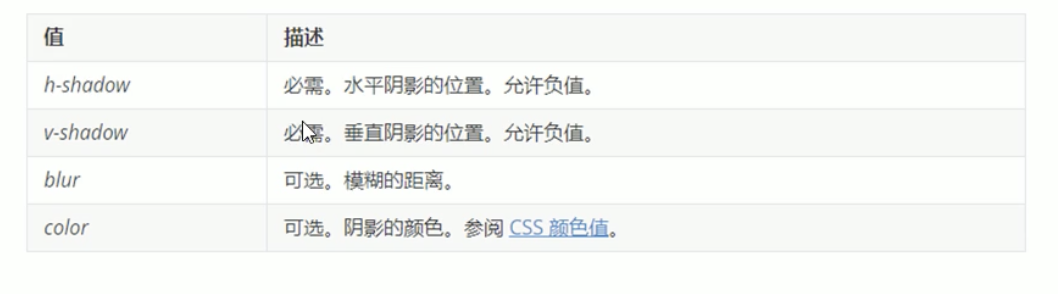 值 描述
h-shadow 必需。水平阴影的位置。允许负值。
v-shadow 必需。垂直阴影的位置。允许负值。
blur 可选。模糊的距离。
color 可选。阴影的颜色。参阅 CSS 颜色值。